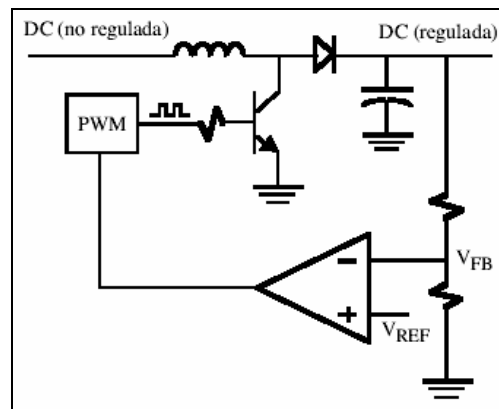 DC (no regulada)
DC (regulada)
PWM
V_FB
V_REF